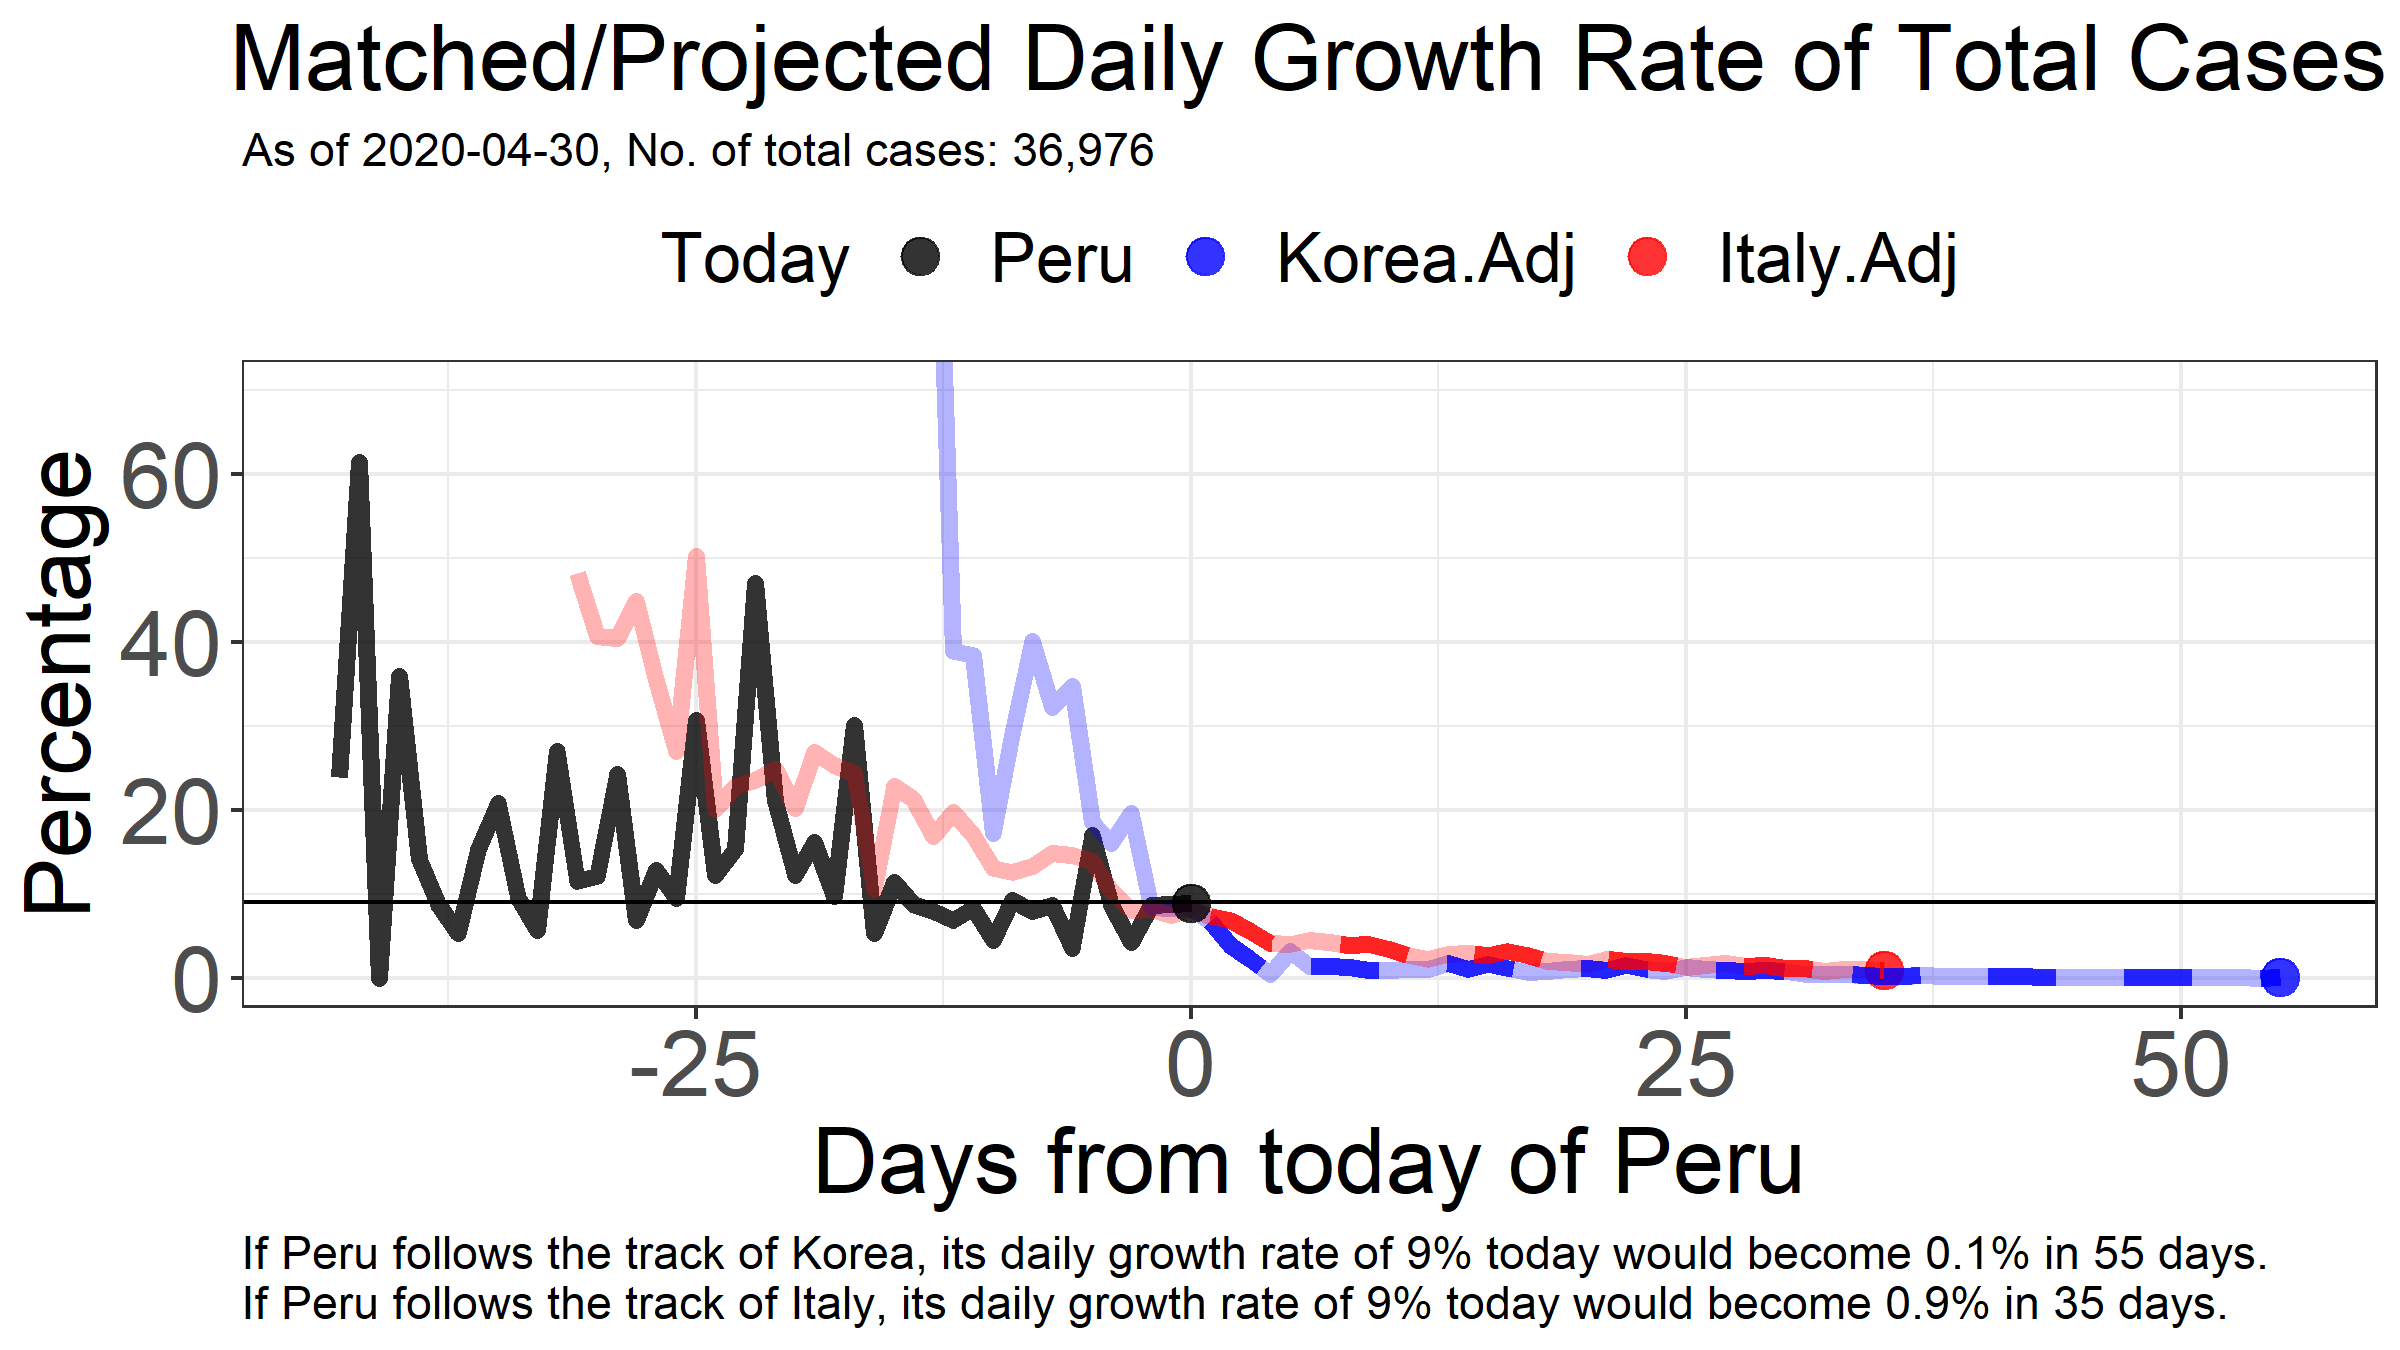 Matched/Projected Daily Growth Rate of Total Cases
As of 2020-04-30, No. of total cases: 36,976
Today Peru Korea.Adj Italy.Adj
Percentage
60
40
20
0
-25 0 25 50
Days from today of Peru
If Peru follows the track of Korea, its daily growth rate of 9% today would become 0.1% in 55 days.
If Peru follows the track of Italy, its daily growth rate of 9% today would become 0.9% in 35 days.